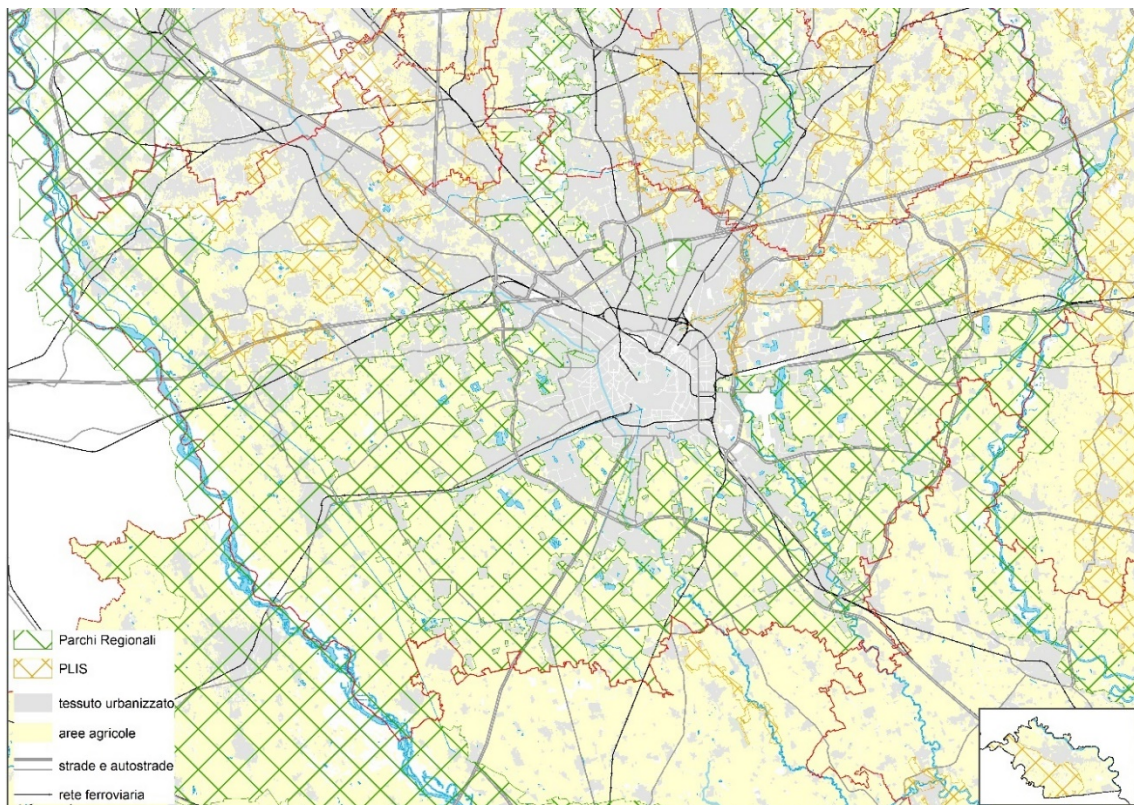 Parchi Regionali
PLIS
tessuto urbanizzato
aree agricole
strade e autostrade
rete ferroviaria